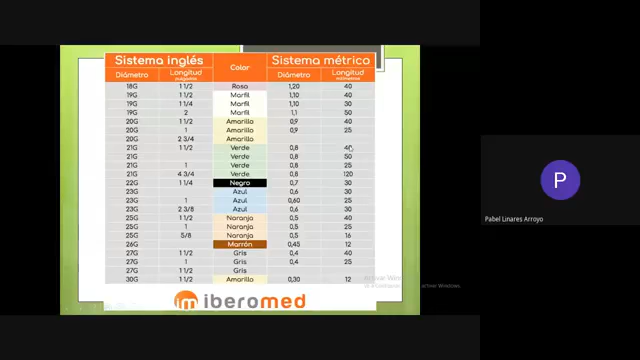 Sistema inglés Color Sistema métrico
Diámetro Longitud pulgadas Diámetro Longitud milímetros
18G 1 1/2 Rosa 1,20 40
19G 1 1/2 Marfil 1,10 40
19G 1 1/4 Marfil 1,10 30
19G 2 Marfil 1,1 50
20G 1 1/2 Amarillo 0,9 40
20G 1 Amarillo 0,9 25
20G 2 3/4 Amarillo
21G 1 1/2 Verde 0,8 40
21G Verde 0,8 50
21G 1 Verde 0,8 25
21G 4 3/4 Verde 0,8 120
22G 1 1/4 Negro 0,7 30
23G Azul 0,6 30
23G 1 Azul 0,60 25
23G 2 3/8 Azul 0,6 30
25G 1 1/2 Naranja 0,5 40
25G 1 Naranja 0,5 25
25G 5/8 Naranja 0,5 16
26G Marrón 0,45 12
27G 1 1/2 Gris 0,4 40
27G 1 Gris 0,4 25
27G 1 1/2 Gris
30G 1 1/2 Amarillo 0,30 12
im iberomed
P
Pabel Linares Arroyo